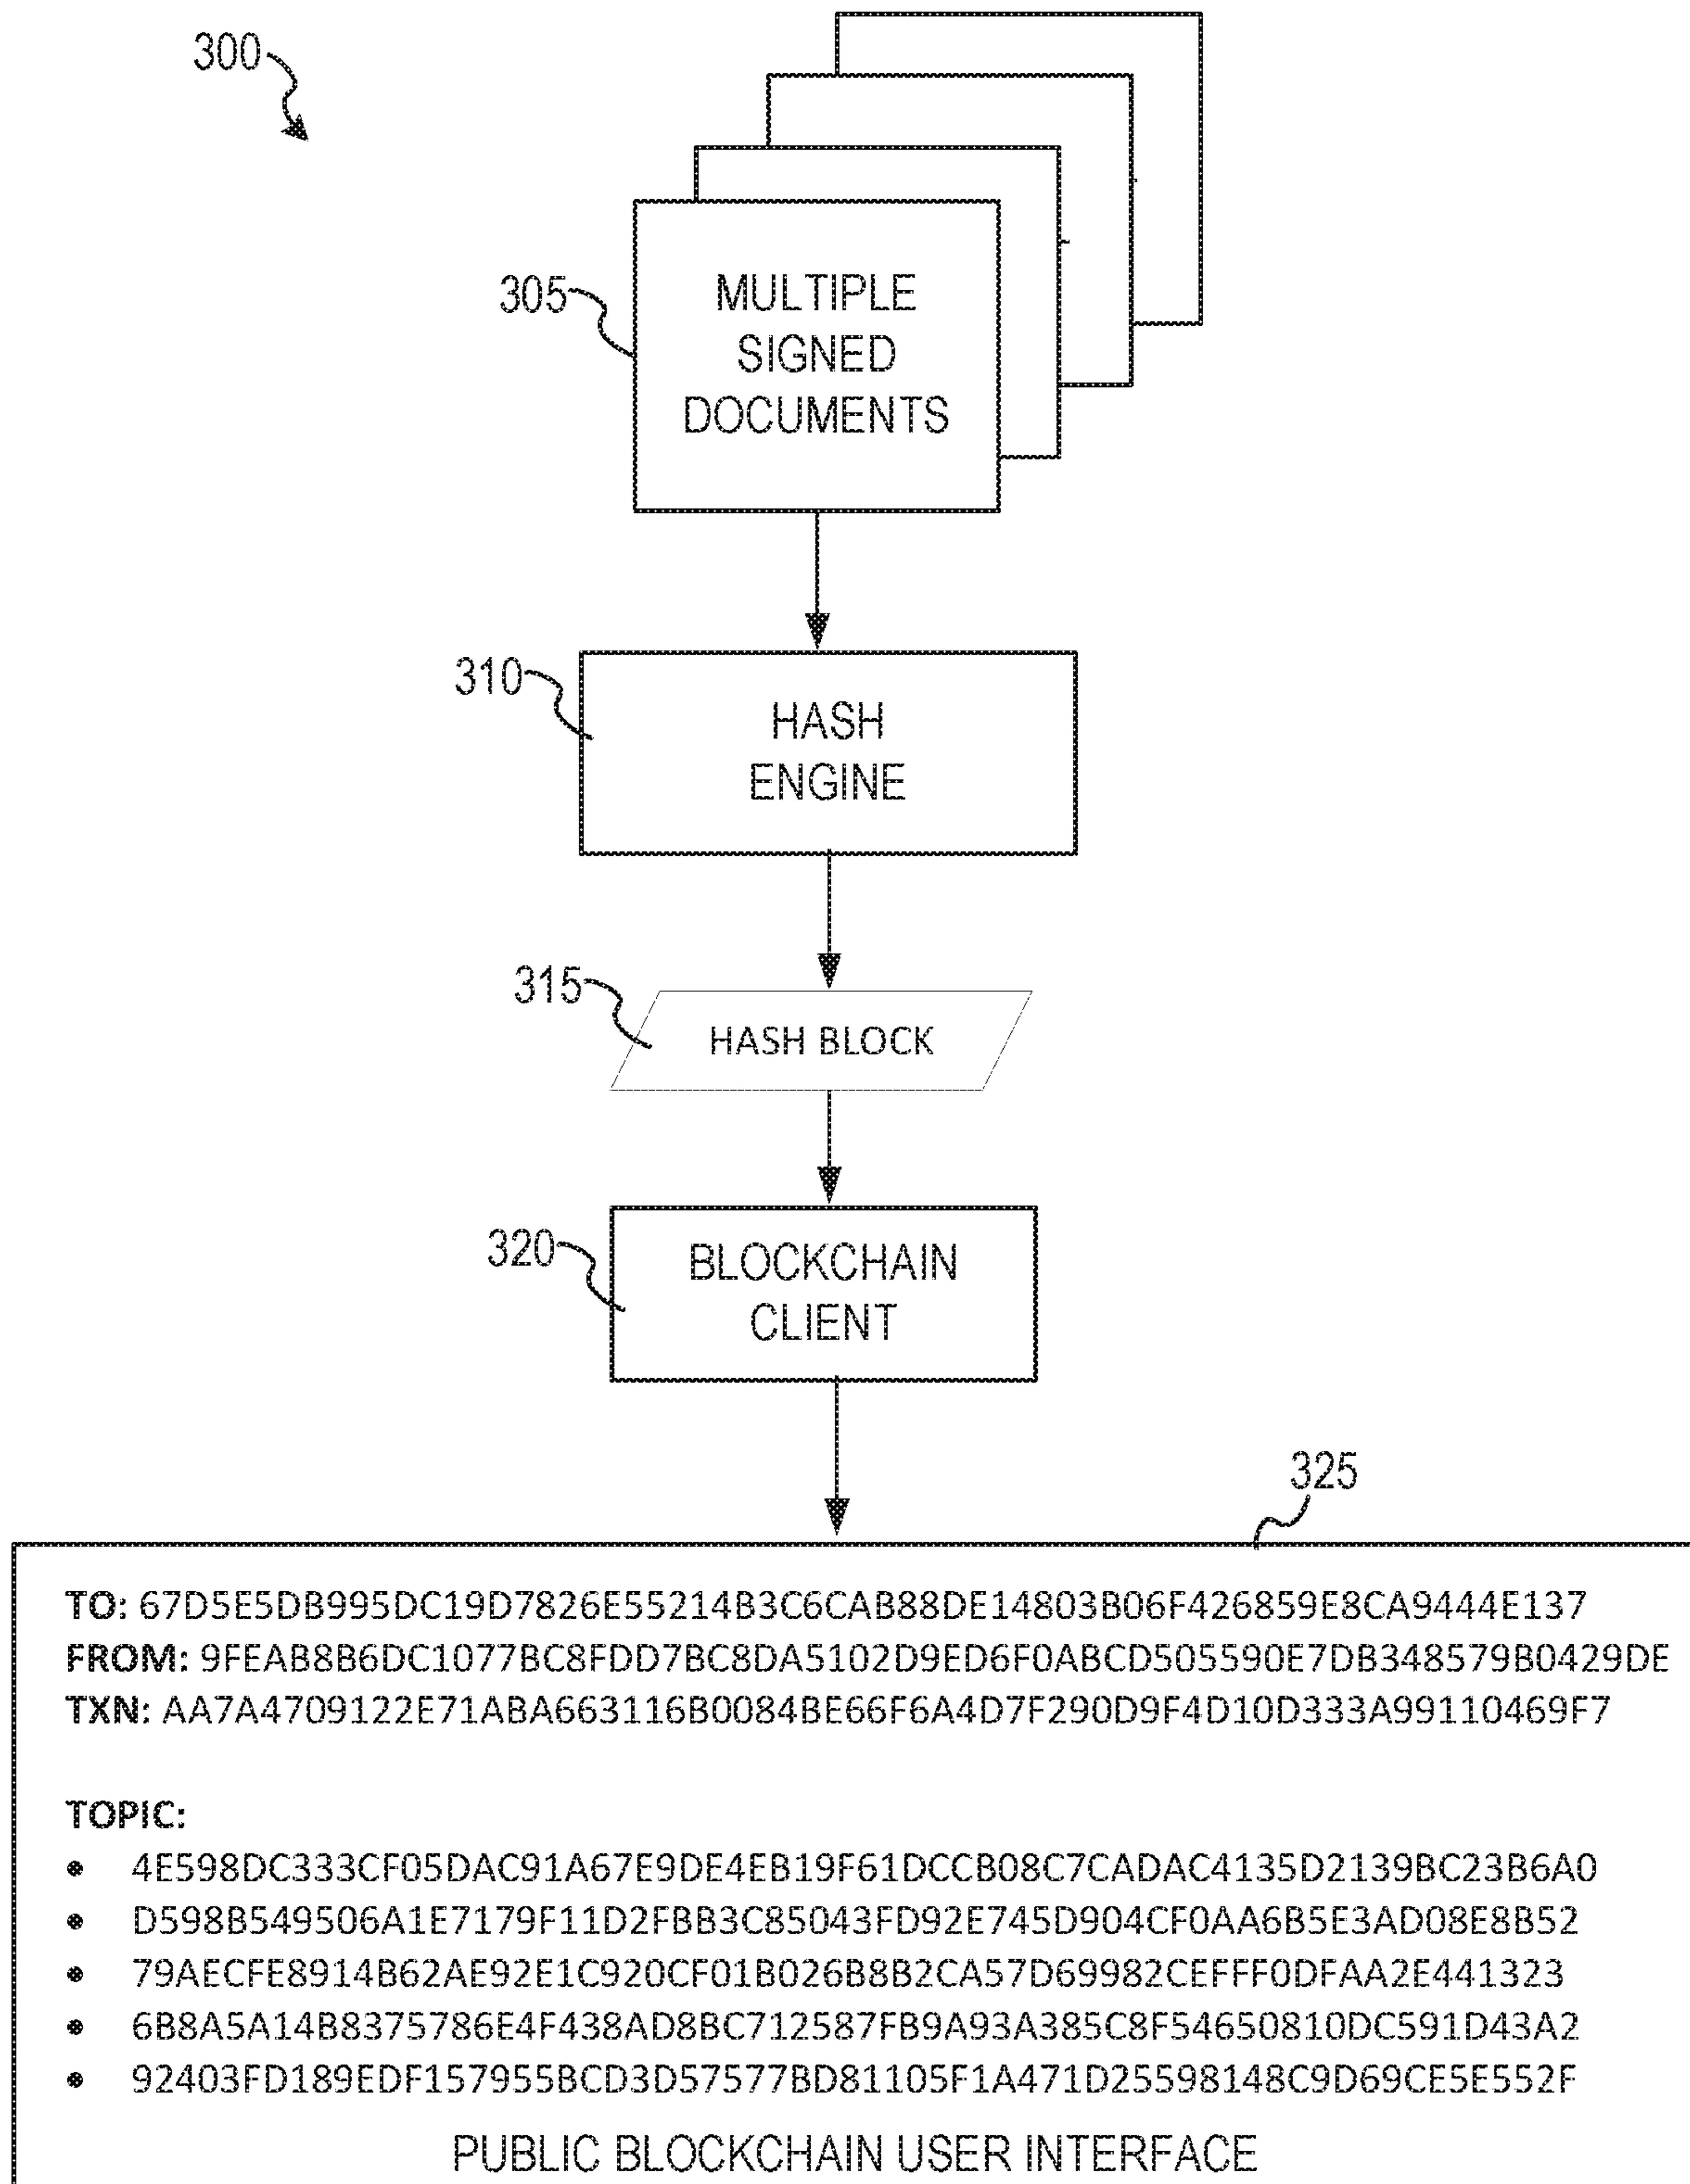 300
305
MULTIPLE
SIGNED
DOCUMENTS
310
HASH
ENGINE
315
HASH BLOCK
320
BLOCKCHAIN
CLIENT
325
TO: 67D5E5DB995DC19D7826E55214B3C6CAB88DE14803B06F426859E8CA9444E137
FROM: 9FEAB8B6DC1077BC8FDD7BC8DA5102D9ED6F0ABCD505590E7DB348579B0429DE
TXN: AA7A4709122E71ABA663116B0084BE66F6A4D7F290D9F4D10D333A99110469F7
TOPIC:
• 4E598DC333CF05DAC91A67E9DE4EB19F61DCCB08C7CADAC4135D2139BC23B6A0
• D598B549506A1E7179F11D2FBB3C85043FD92E745D904CF0AA6B5E3AD08E8B52
• 79AECFE8914B62AE92E1C920CF01B026B8B2CA57D69982CEFFF0DFAA2E441323
• 6B8A5A14B8375786E4F438AD8BC712587FB9A93A385C8F54650810DC591D43A2
• 92403FD189EDF157955BCD3D57577BD81105F1A471D25598148C9D69CE5E552F
PUBLIC BLOCKCHAIN USER INTERFACE